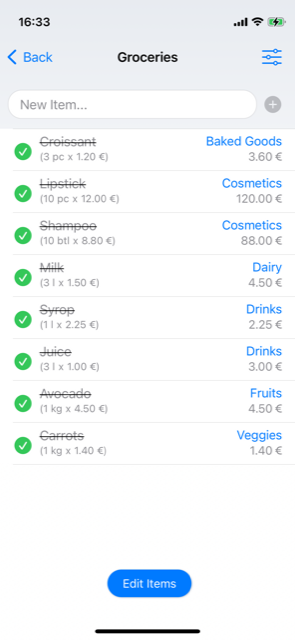 16:33
Back
Groceries
New Item...
Croissant
Baked Goods
(3 pc x 1.20 €)
3.60 €
Lipstick
Cosmetics
(10 pc x 12.00 €)
120.00 €
Shampoo
Cosmetics
(10 btl x 8.80 €)
88.00 €
Milk
Dairy
(3 l x 1.50 €)
4.50 €
Syrop
Drinks
(1 l x 2.25 €)
2.25 €
Juice
Drinks
(3 l x 1.00 €)
3.00 €
Avocado
Fruits
(1 kg x 4.50 €)
4.50 €
Carrots
Veggies
(1 kg x 1.40 €)
1.40 €
Edit Items